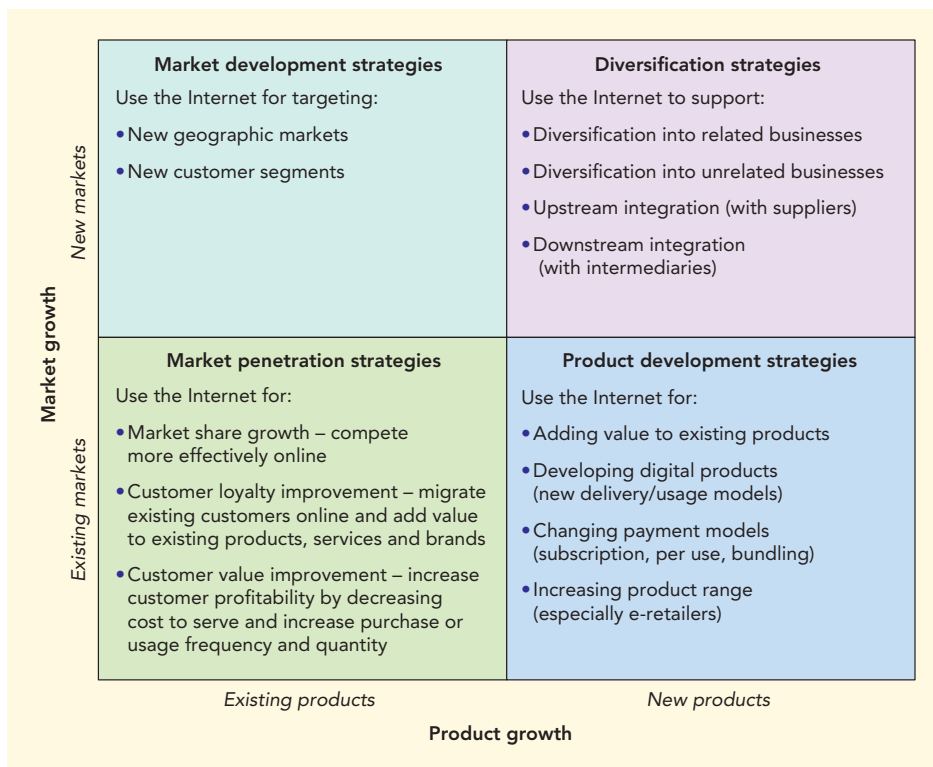 Market development strategies
Use the Internet for targeting:
•New geographic markets
•New customer segments
Diversification strategies
Use the Internet to support:
•Diversification into related businesses
•Diversification into unrelated businesses
•Upstream integration (with suppliers)
•Downstream integration
(with intermediaries)
New markets
Market growth
Existing markets
Market penetration strategies
Use the Internet for:
•Market share growth – compete
more effectively online
•Customer loyalty improvement – migrate
existing customers online and add value
to existing products, services and brands
•Customer value improvement – increase
customer profitability by decreasing
cost to serve and increase purchase or
usage frequency and quantity
Product development strategies
Use the Internet for:
•Adding value to existing products
•Developing digital products
(new delivery/usage models)
•Changing payment models
(subscription, per use, bundling)
•Increasing product range
(especially e-retailers)
Existing products
New products
Product growth